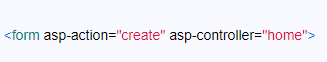 <form asp-action="create" asp-controller="home">